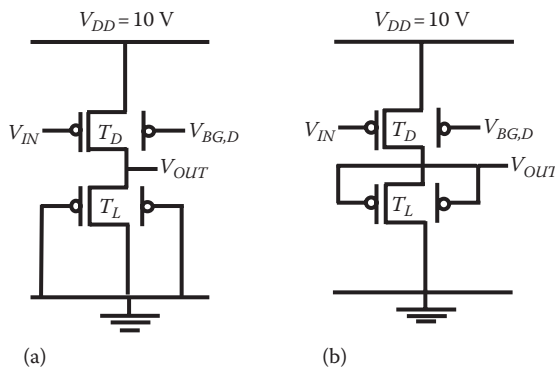 V_DD = 10 V
V_IN
T_D
V_BG,D
V_OUT
T_L
(a)
V_DD = 10 V
V_IN
T_D
V_BG,D
V_OUT
T_L
(b)